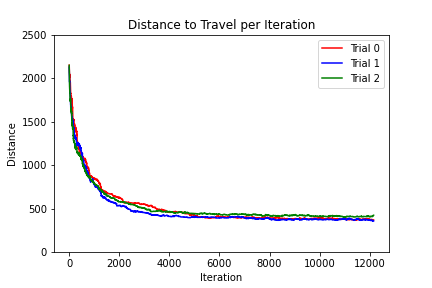 Distance to Travel per Iteration
Trial 0
Trial 1
Trial 2
Distance
2500
2000
1500
1000
500
0
0 2000 4000 6000 8000 10000 12000
Iteration